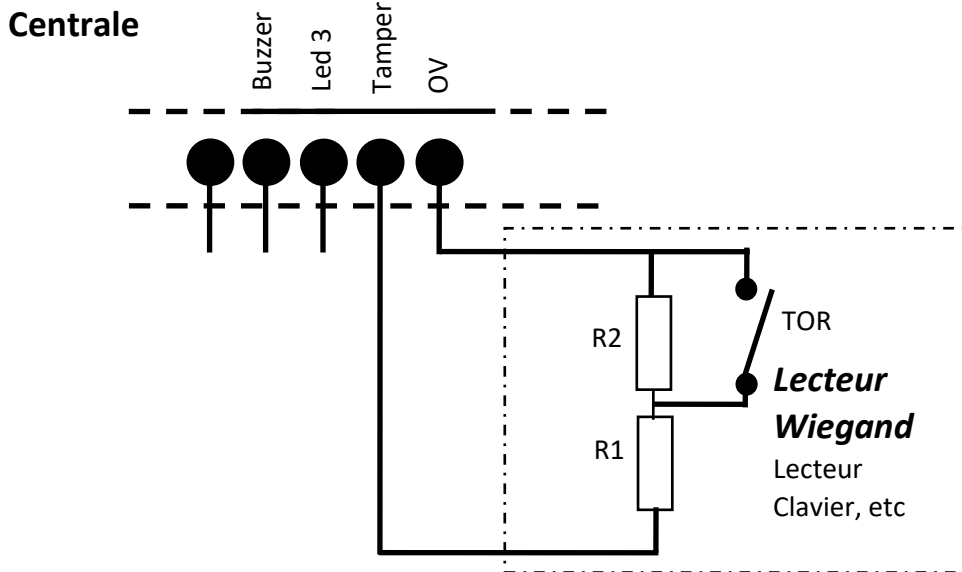 Centrale
Buzzer
Led 3
Tamper
OV
R2
TOR
Lecteur
Wiegand
R1
Lecteur
Clavier, etc